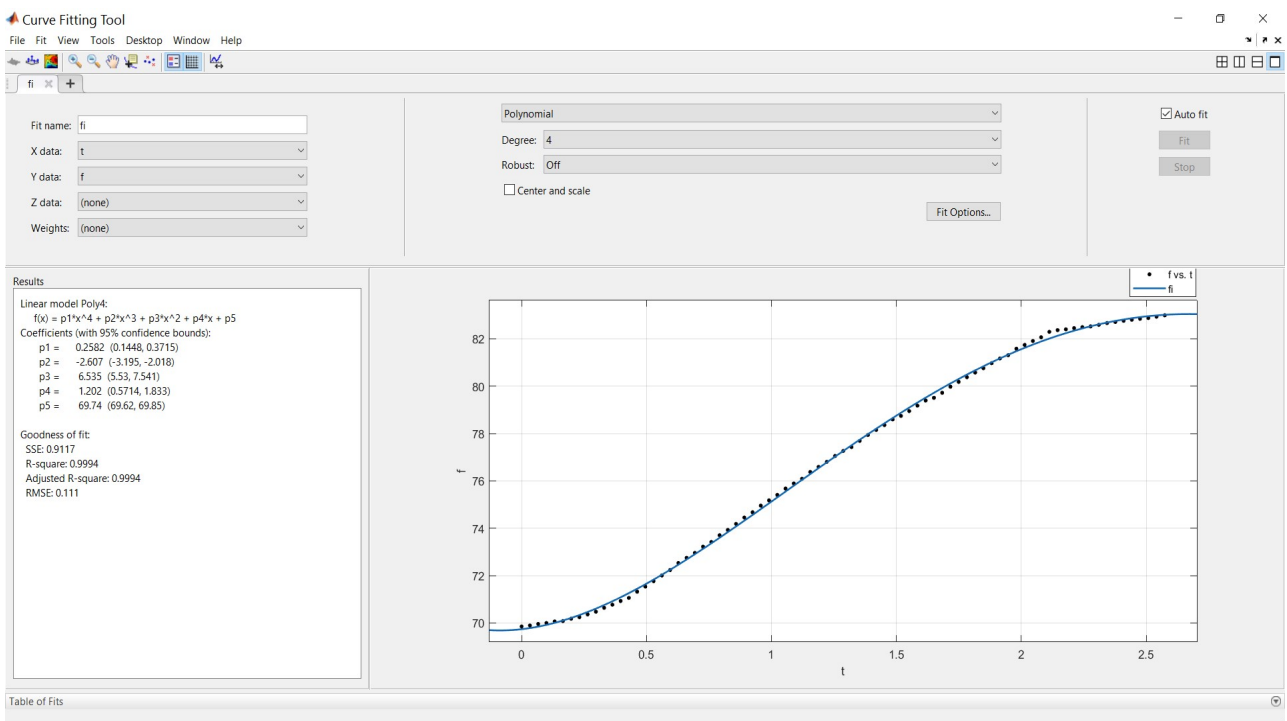 Curve Fitting Tool
File Fit View Tools Desktop Window Help
fi
Fit name: fi
X data: t
Y data: f
Z data: (none)
Weights: (none)
Polynomial
Degree: 4
Robust: Off
Center and scale
Fit Options...
Auto fit
Fit
Stop
Results
Linear model Poly4:
f(x) = p1*x^4 + p2*x^3 + p3*x^2 + p4*x + p5
Coefficients (with 95% confidence bounds):
p1 = 0.2582 (0.1448, 0.3715)
p2 = -2.607 (-3.195, -2.018)
p3 = 6.535 (5.53, 7.541)
p4 = 1.202 (0.5714, 1.833)
p5 = 69.74 (69.62, 69.85)
Goodness of fit:
SSE: 0.9117
R-square: 0.9994
Adjusted R-square: 0.9994
RMSE: 0.111
f vs. t
fi
82
80
78
76
74
72
70
f
0 0.5 1 1.5 2 2.5
t
Table of Fits